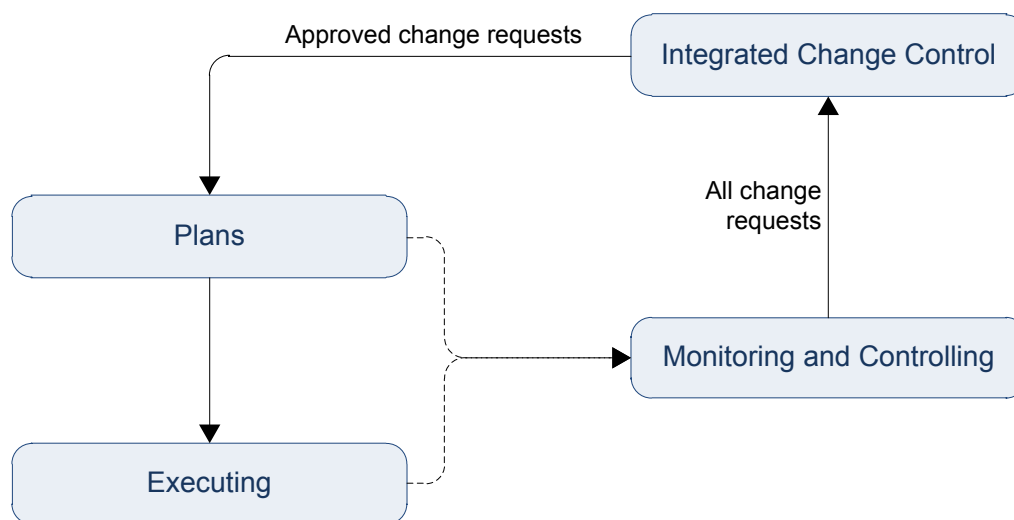 Approved change requests
Integrated Change Control
All change
requests
Plans
Monitoring and Controlling
Executing